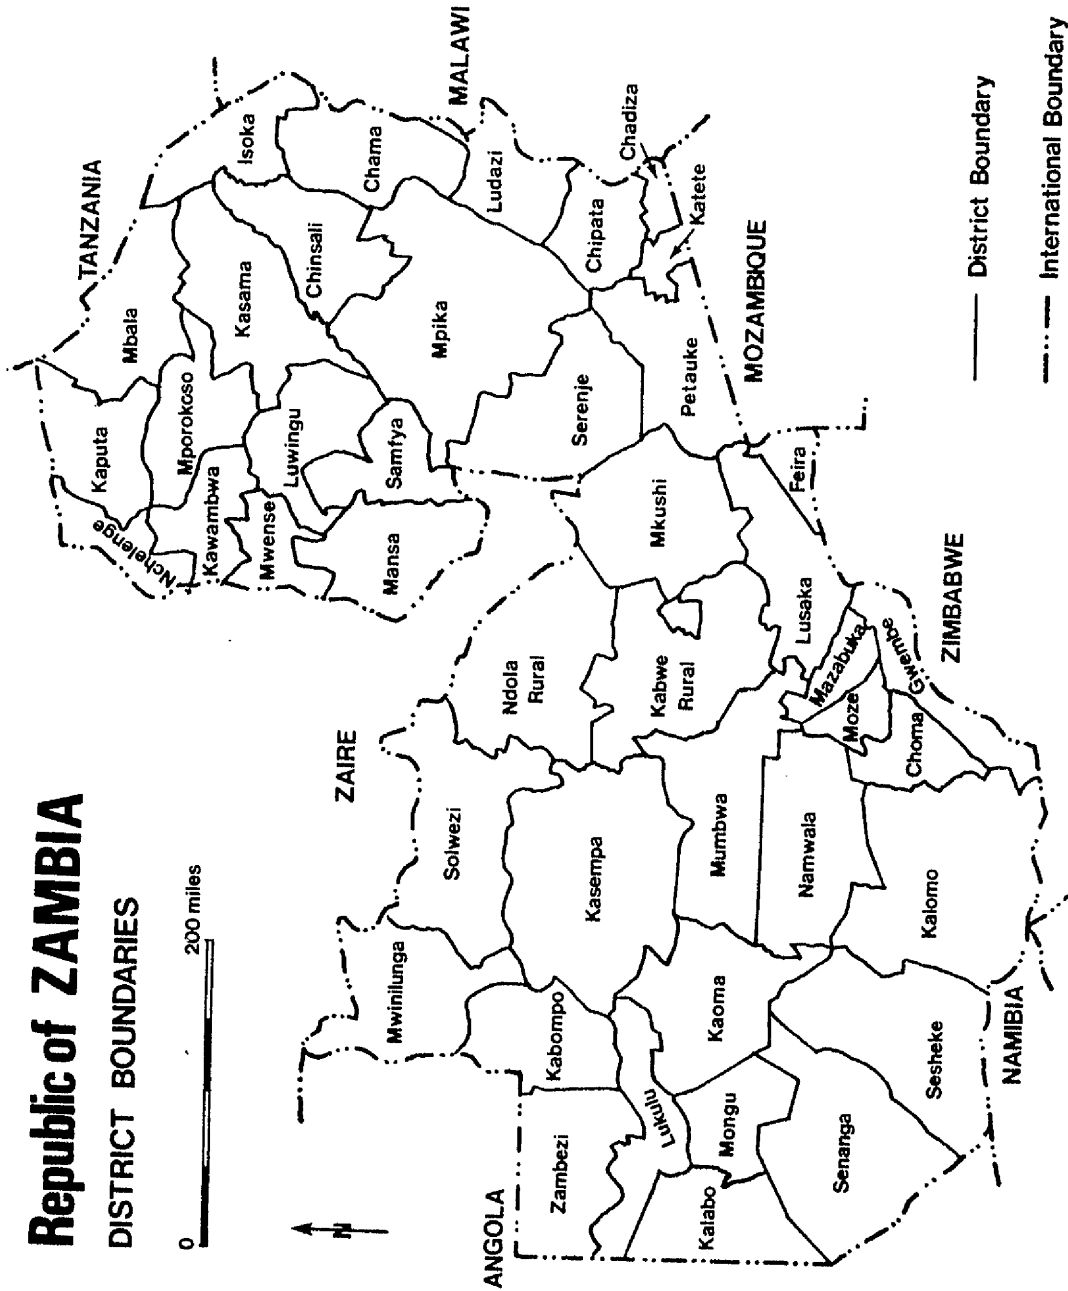 Republic of ZAMBIA
DISTRICT BOUNDARIES
0
200 miles
N
TANZANIA
MALAWI
ZAIRE
ANGOLA
NAMIBIA
ZIMBABWE
MOZAMBIQUE
Kaputa
Mbala
Nchelenge
Mporokoso
Kawambwa
Kasama
Isoka
Mwense
Luwingu
Chinsali
Chama
Mansa
Samfya
Mpika
Ludazi
Mwinilunga
Solwezi
Ndola
Rural
Serenje
Chipata
Chadiza
Katete
Zambezi
Kabompo
Kasempa
Kabwe
Rural
Mkushi
Petauke
Lukulu
Kaoma
Mumbwa
Lusaka
Feira
Kalabo
Mongu
Namwala
Mazabuka
Moze
Gwembe
Choma
Senanga
Sesheke
Kalomo
District Boundary
International Boundary